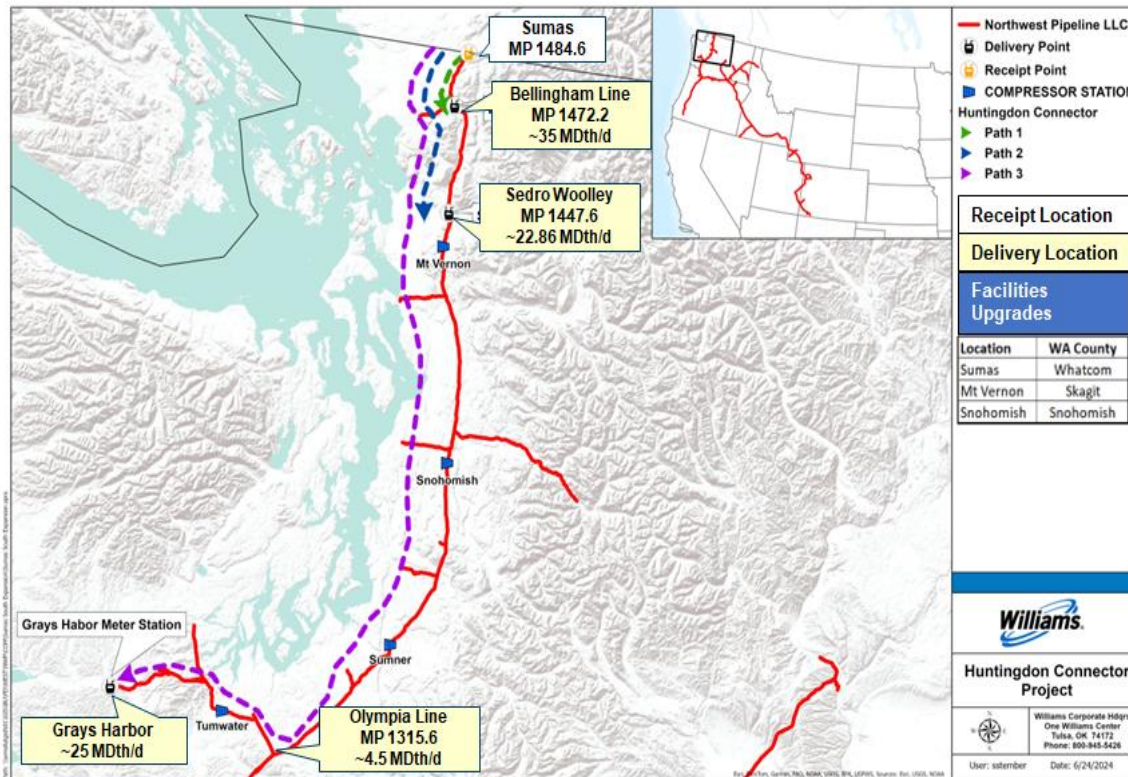 Sumas
MP 1484.6
Bellingham Line
MP 1472.2
~35 MDth/d
Sedro Woolley
MP 1447.6
~22.86 MDth/d
Mt Vernon
Snohomish
Sumner
Grays Habor Meter Station
Tumwater
Grays Harbor
~25 MDth/d
Olympia Line
MP 1315.6
~4.5 MDth/d
Northwest Pipeline LLC
Delivery Point
Receipt Point
COMPRESSOR STATION
Huntingdon Connector
Path 1
Path 2
Path 3
Receipt Location
Delivery Location
Facilities
Upgrades
Location WA County
Sumas Whatcom
Mt Vernon Skagit
Snohomish Snohomish
Williams
Huntingdon Connector
Project
Williams Corporate Hdqrs
One Williams Center
Tulsa, OK 74172
Phone: 800-945-5426
User: sstember Date: 6/24/2024